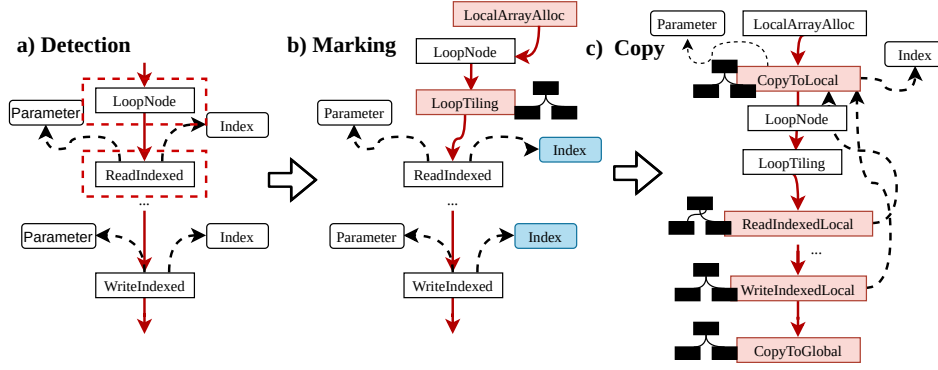 a) Detection
LoopNode
Parameter
Index
ReadIndexed
...
Parameter
Index
WriteIndexed
b) Marking
LocalArrayAlloc
LoopNode
LoopTiling
Parameter
Index
ReadIndexed
...
Parameter
Index
WriteIndexed
c) Copy
Parameter
LocalArrayAlloc
Index
CopyToLocal
LoopNode
LoopTiling
ReadIndexedLocal
...
WriteIndexedLocal
CopyToGlobal